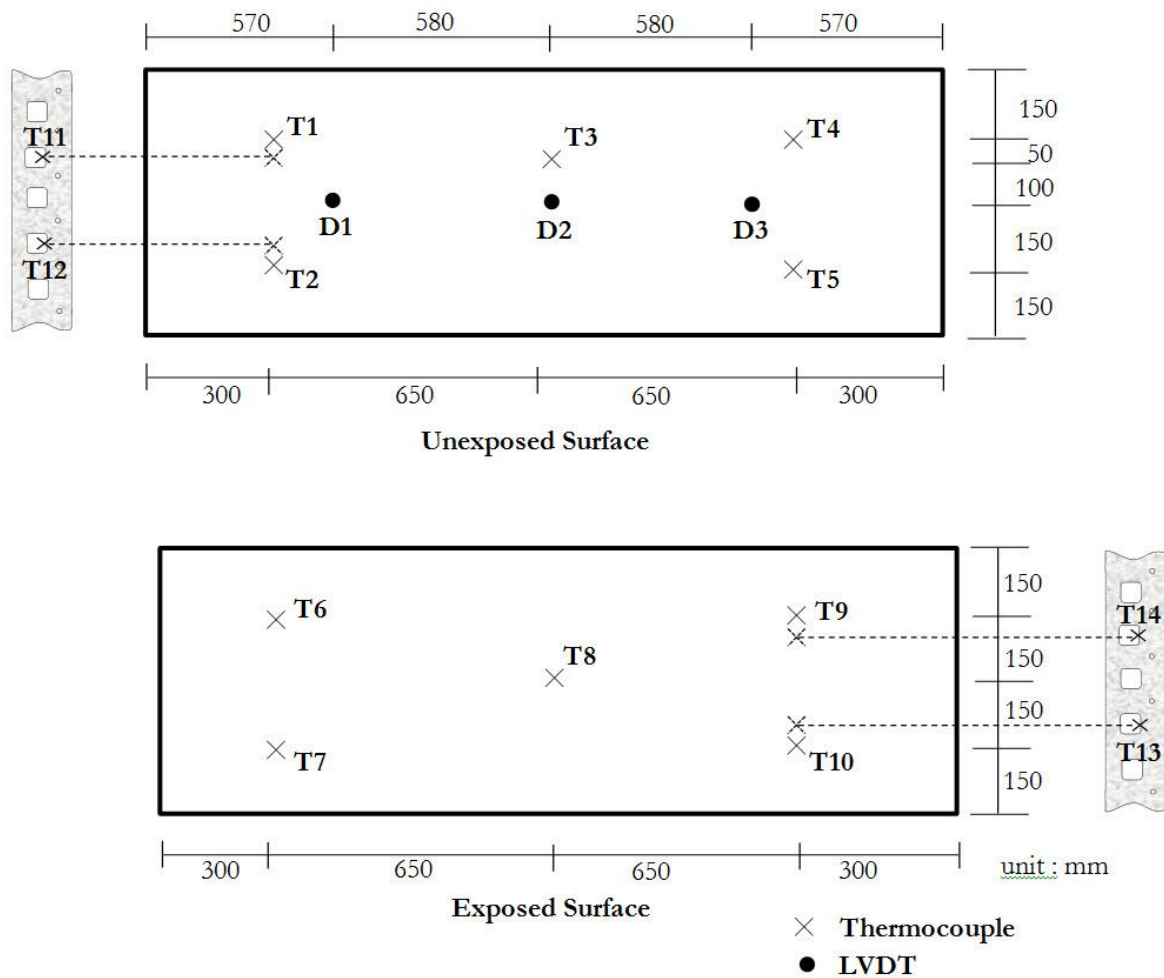 570 580 580 570
T1
T3
T4
T11
D1
D2
D3
T12
T2
T5
150
50
100
150
150
300 650 650 300
Unexposed Surface
T6
T9
T14
T8
T7
T10
T13
150
150
150
150
300 650 650 300
unit : mm
Exposed Surface
Thermocouple
LVDT